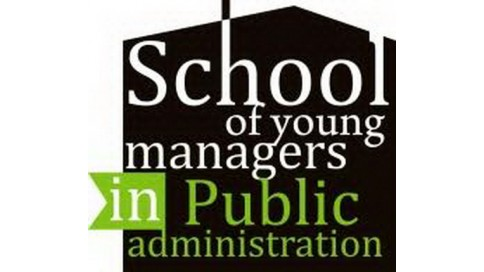 School
of young
managers
in Public
administration